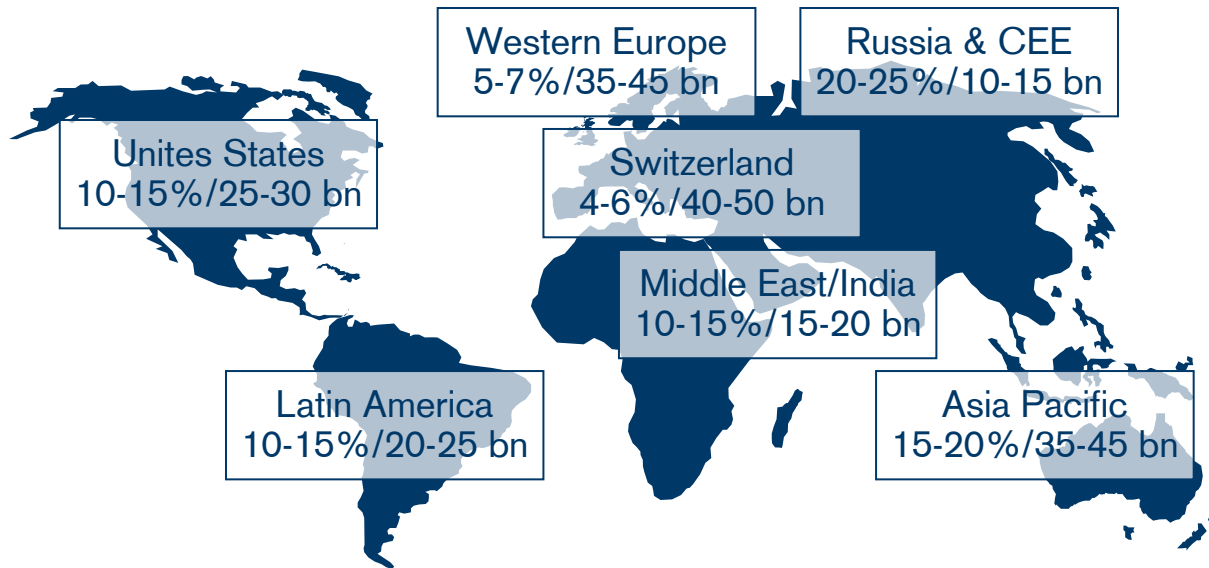 Western Europe
5-7%/35-45 bn
Russia & CEE
20-25%/10-15 bn
Unites States
10-15%/25-30 bn
Switzerland
4-6%/40-50 bn
Middle East/India
10-15%/15-20 bn
Latin America
10-15%/20-25 bn
Asia Pacific
15-20%/35-45 bn